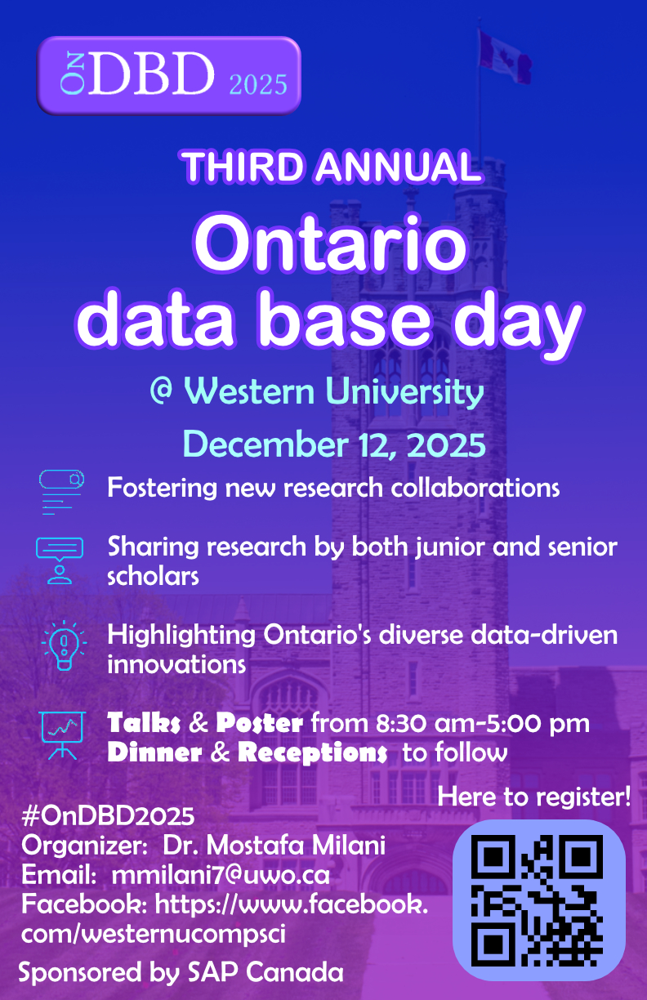 ON DBD 2025
THIRD ANNUAL
Ontario
data base day
@ Western University
December 12, 2025
Fostering new research collaborations
Sharing research by both junior and senior
scholars
Highlighting Ontario's diverse data-driven
innovations
Talks & Poster from 8:30 am-5:00 pm
Dinner & Receptions to follow
Here to register!
#OnDBD2025
Organizer: Dr. Mostafa Milani
Email: mmilani7@uwo.ca
Facebook: https://www.facebook.
com/westernucompsci
Sponsored by SAP Canada